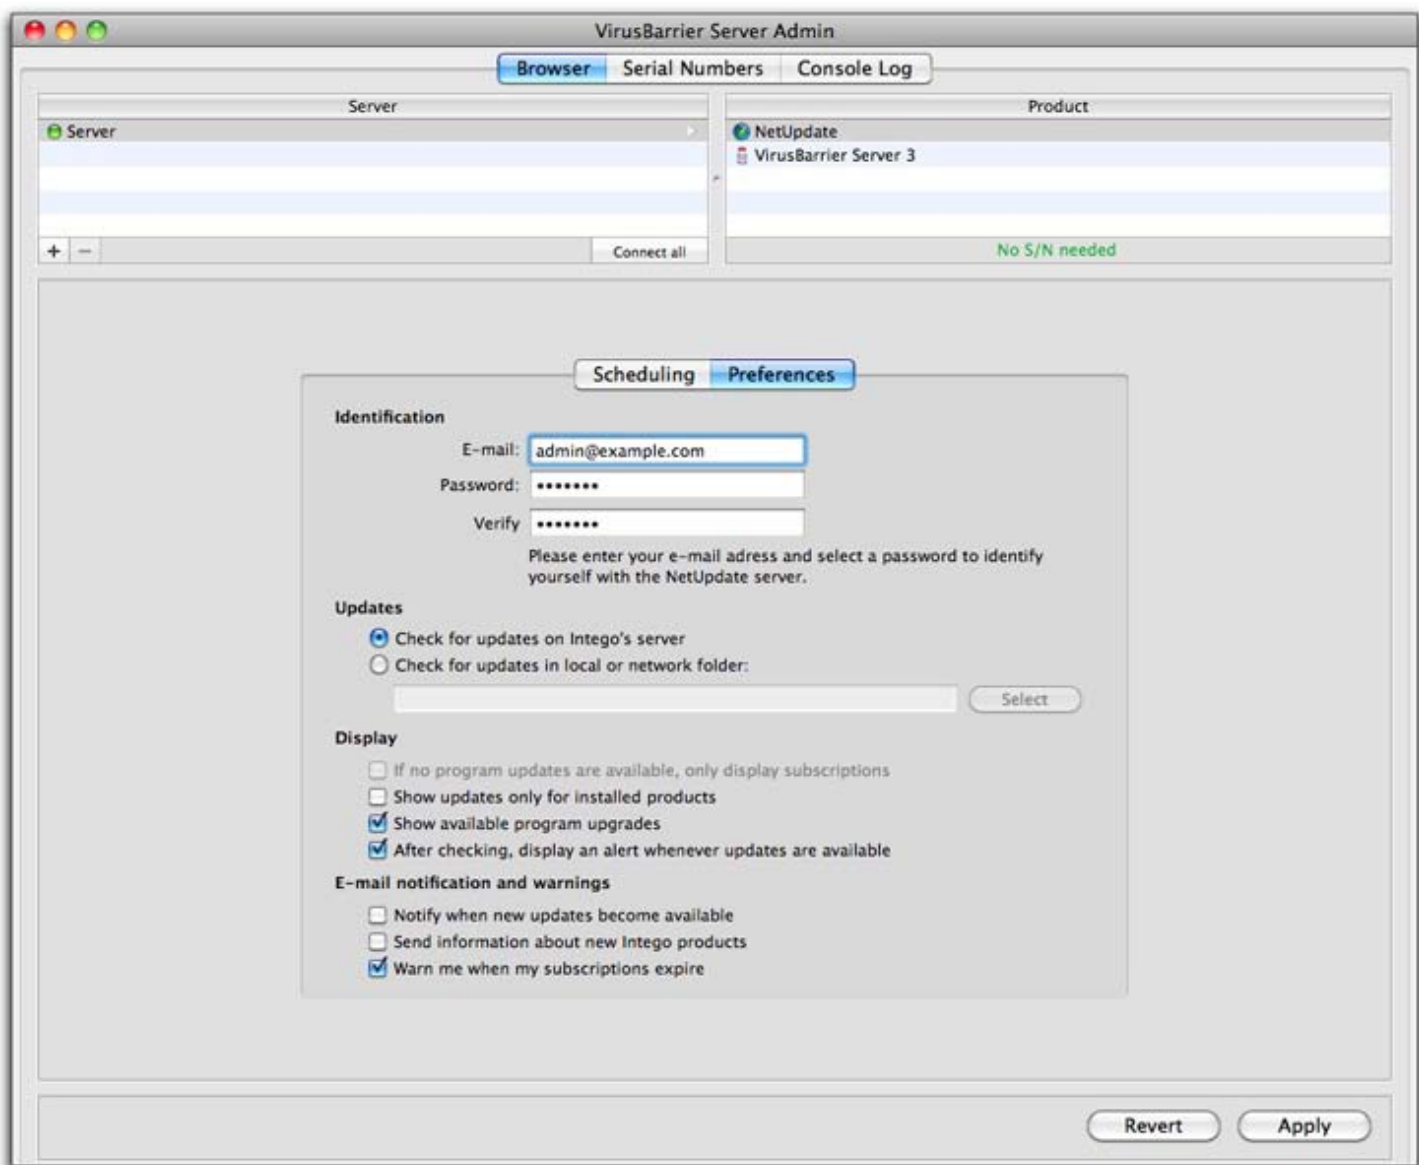 VirusBarrier Server Admin
Browser Serial Numbers Console Log
Server Product
Server NetUpdate
VirusBarrier Server 3
+ − Connect all No S/N needed
Scheduling Preferences
Identification
E-mail: admin@example.com
Password: •••••••
Verify •••••••
Please enter your e-mail adress and select a password to identify
yourself with the NetUpdate server.
Updates
Check for updates on Intego's server
Check for updates in local or network folder:
Select
Display
If no program updates are available, only display subscriptions
Show updates only for installed products
Show available program upgrades
After checking, display an alert whenever updates are available
E-mail notification and warnings
Notify when new updates become available
Send information about new Intego products
Warn me when my subscriptions expire
Revert Apply